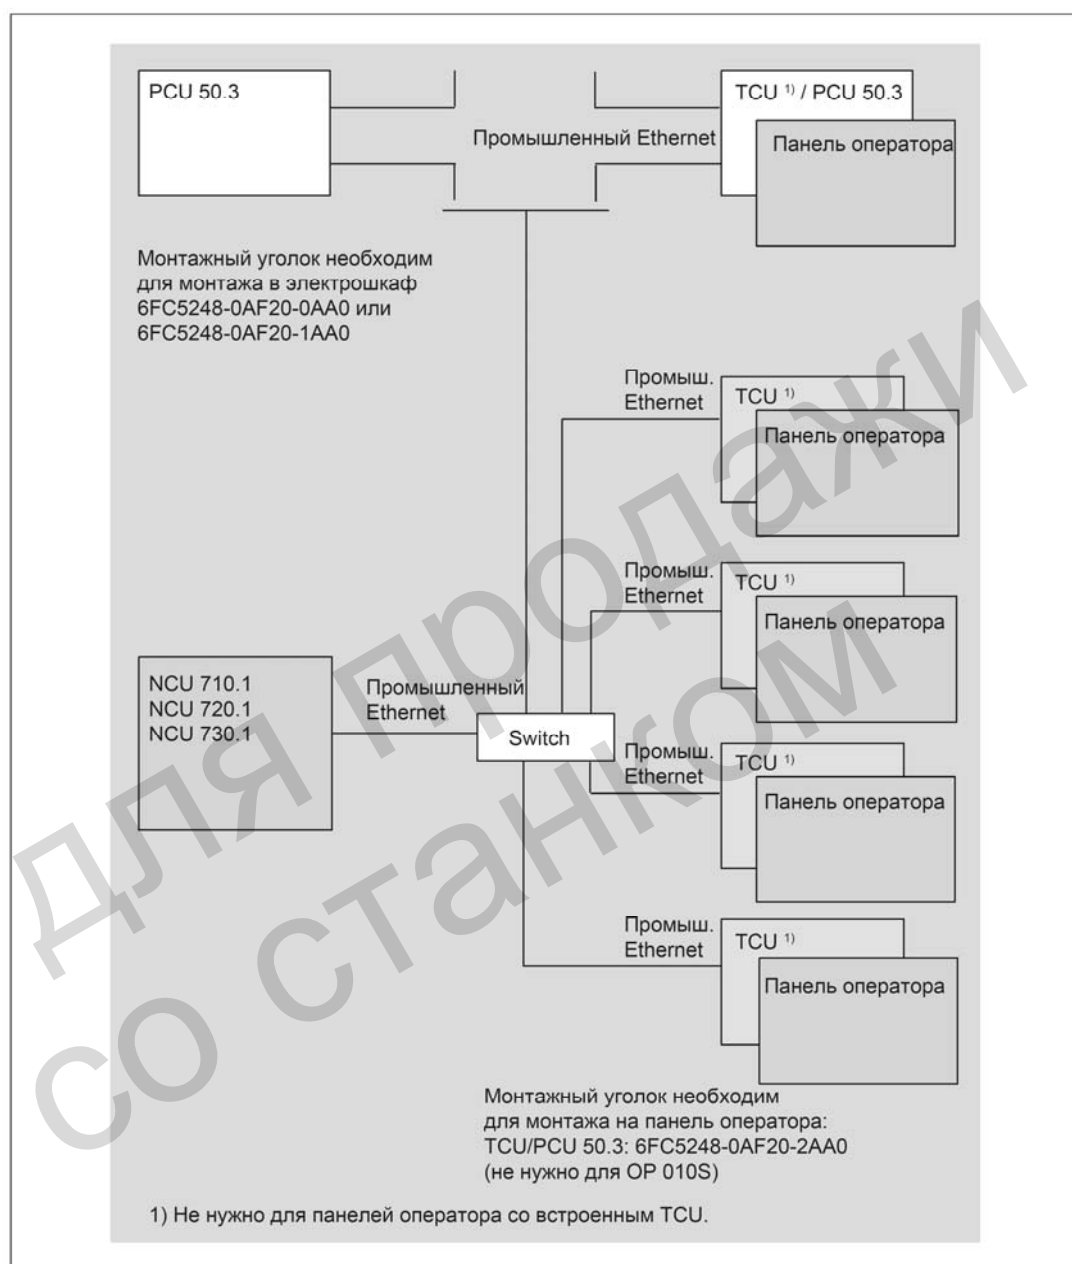 PCU 50.3
TCU 1) / PCU 50.3
Промышленный Ethernet
Панель оператора
Монтажный уголок необходим
для монтажа в электрошкаф
6FC5248-0AF20-0AA0 или
6FC5248-0AF20-1AA0
Промыш.
Ethernet
TCU 1)
Панель оператора
Промыш.
Ethernet
TCU 1)
Панель оператора
NCU 710.1
NCU 720.1
NCU 730.1
Промышленный
Ethernet
Switch
Промыш.
Ethernet
TCU 1)
Панель оператора
Промыш.
Ethernet
TCU 1)
Панель оператора
Монтажный уголок необходим
для монтажа на панель оператора:
TCU/PCU 50.3: 6FC5248-0AF20-2AA0
(не нужно для OP 010S)
1) Не нужно для панелей оператора со встроенным TCU.
для продажи
со станком